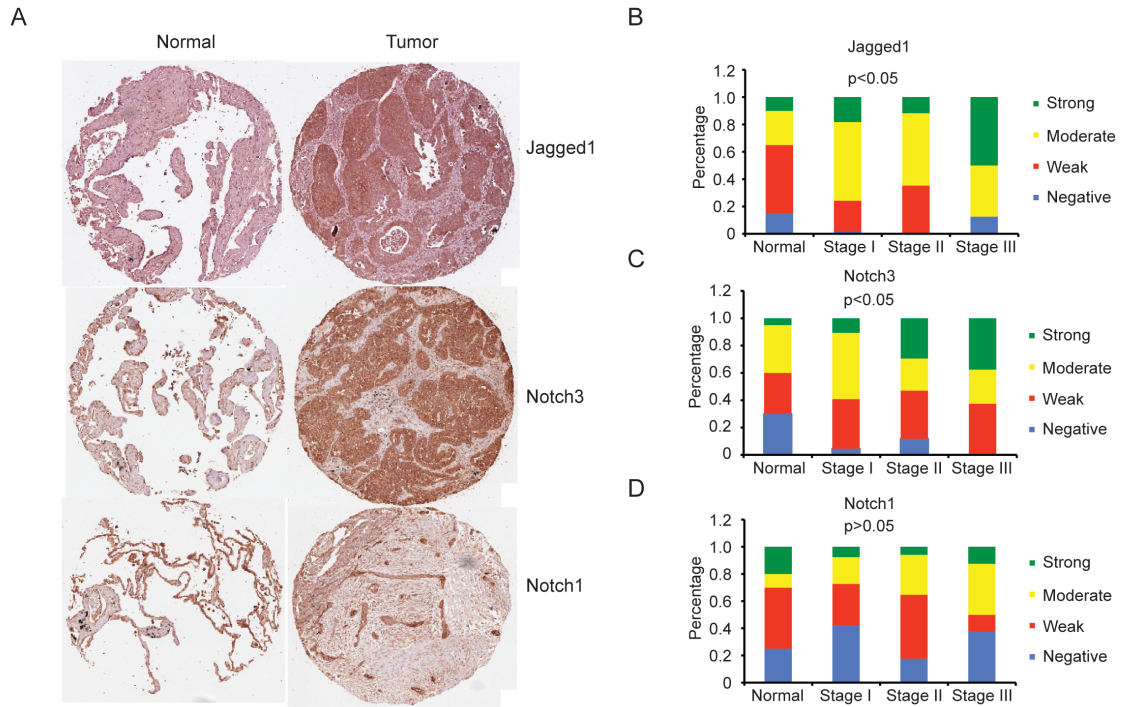 A
Normal
Tumor
Jagged1
Notch3
Notch1
B
Jagged1
p<0.05
Percentage
1.2
1.0
0.8
0.6
0.4
0.2
0
Normal Stage I Stage II Stage III
Strong
Moderate
Weak
Negative
C
Notch3
p<0.05
Percentage
1.2
1.0
0.8
0.6
0.4
0.2
0
Normal Stage I Stage II Stage III
Strong
Moderate
Weak
Negative
D
Notch1
p>0.05
Percentage
1.2
1.0
0.8
0.6
0.4
0.2
0
Normal Stage I Stage II Stage III
Strong
Moderate
Weak
Negative